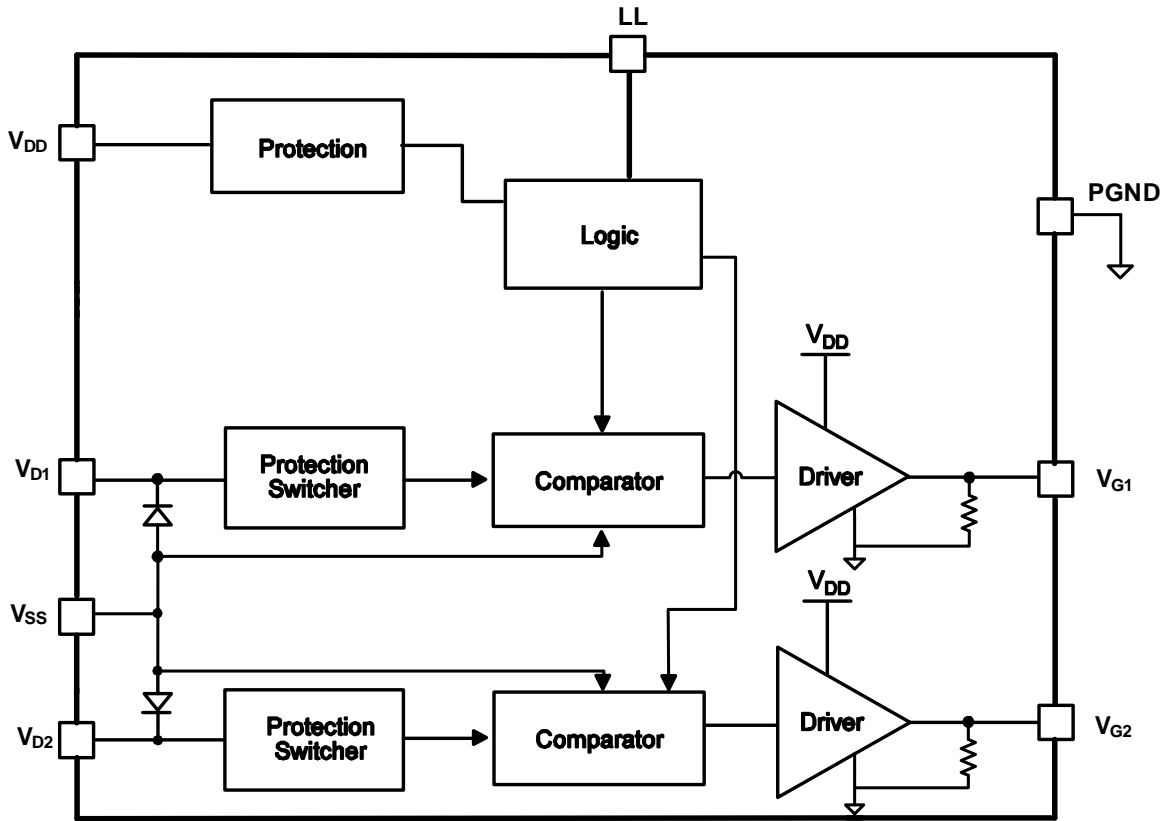 LL
VDD
Protection
PGND
Logic
VDD
VD1
Protection
Switcher
Comparator
Driver
VG1
VSS
VDD
VD2
Protection
Switcher
Comparator
Driver
VG2